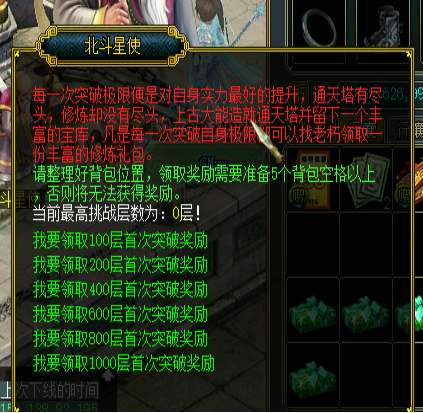 北斗星使
每一次突破极限便是对自身实力最好的提升，通天塔有尽
头，修炼却没有尽头，上古大能造就通天塔并留下一个丰
富的宝库，凡是每一次突破自身极限 可以找老朽领取
份丰富的修炼礼包。
请整理好背包位置，领取奖励需要准备5个背包空格以上
，否则将无法获得奖励。
当前最高挑战层数为：0层！
我要领取100层首次突破奖励
我要领取200层首次突破奖励
我要领取400层首次突破奖励
我要领取600层首次突破奖励
我要领取800层首次突破奖励
我要领取1000层首次突破奖励
上次下线的时间